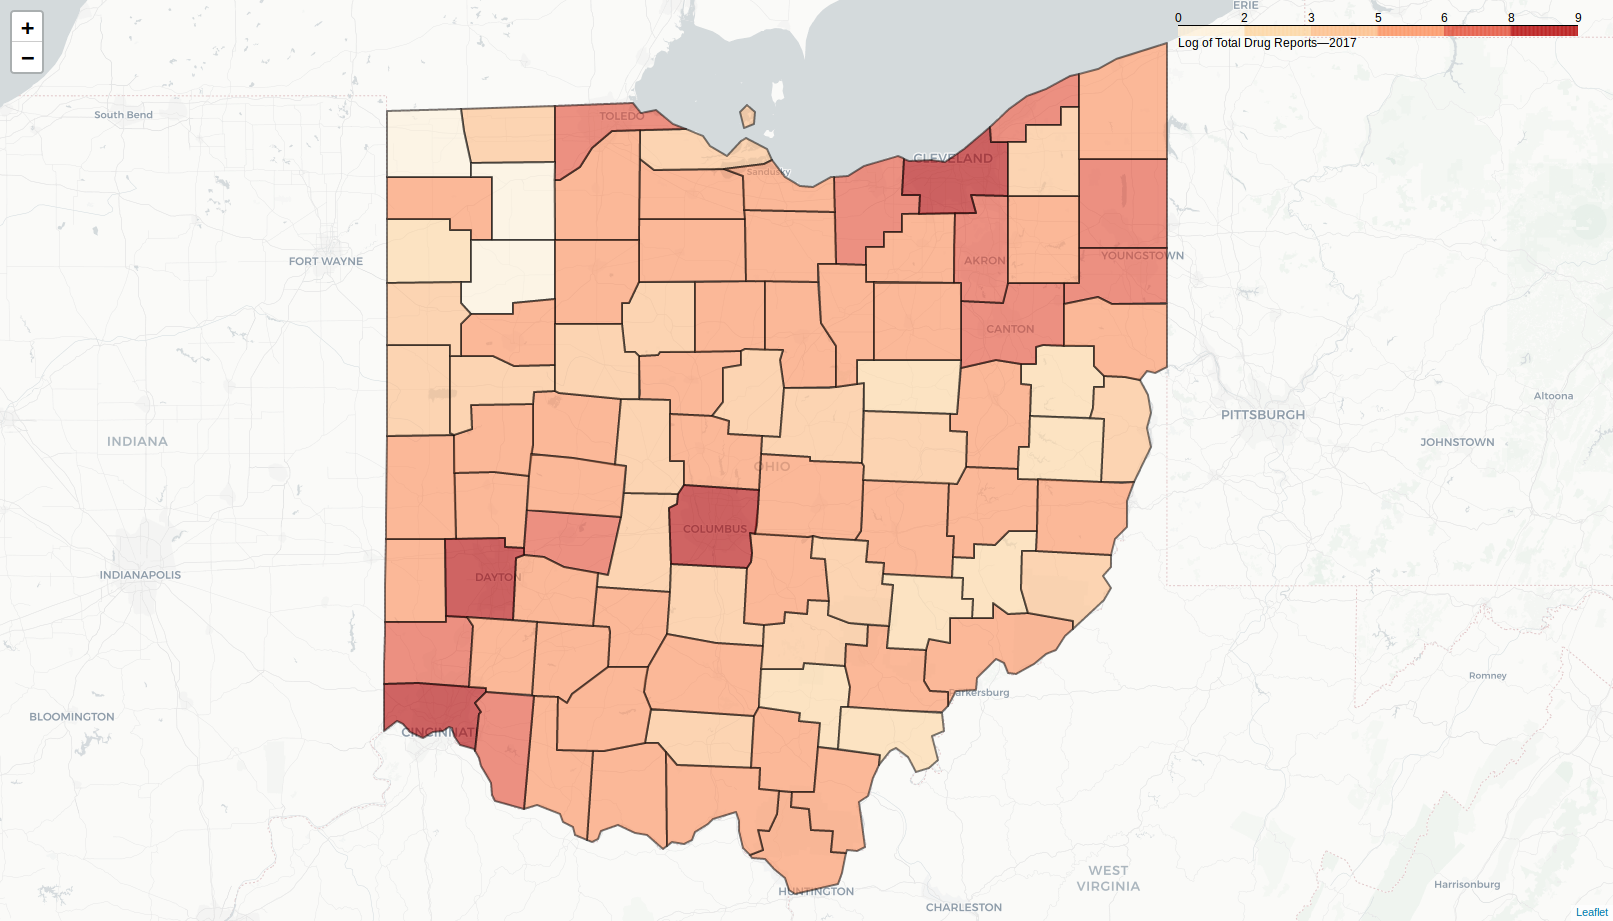 +
−
ERIE
0 2 3 5 6 8 9
Log of Total Drug Reports—2017
South Bend
TOLEDO
CLEVELAND
Sandusky
FORT WAYNE
AKRON
YOUNGSTOWN
CANTON
PITTSBURGH
Altoona
INDIANA
JOHNSTOWN
OHIO
COLUMBUS
INDIANAPOLIS
DAYTON
Romney
arkersburg
BLOOMINGTON
CINCINNAT
WEST
VIRGINIA
Harrisonburg
HUNTINGTON
CHARLESTON
Leaflet